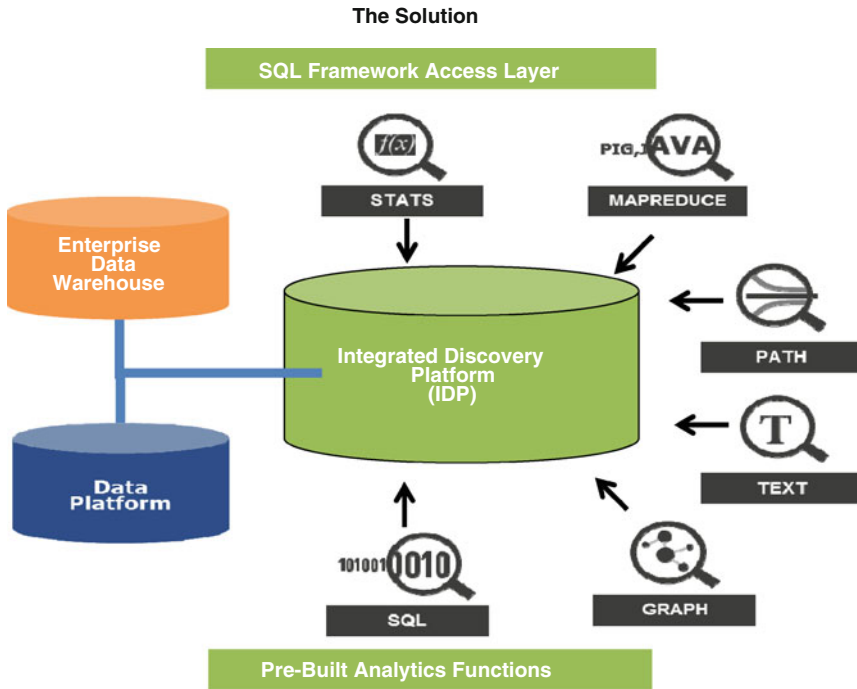 The Solution
SQL Framework Access Layer
f(x)
STATS
PIG,J
AVA
MAPREDUCE
Enterprise
Data
Warehouse
Integrated Discovery
Platform
(IDP)
PATH
T
TEXT
Data
Platform
101001
1010
SQL
GRAPH
Pre-Built Analytics Functions